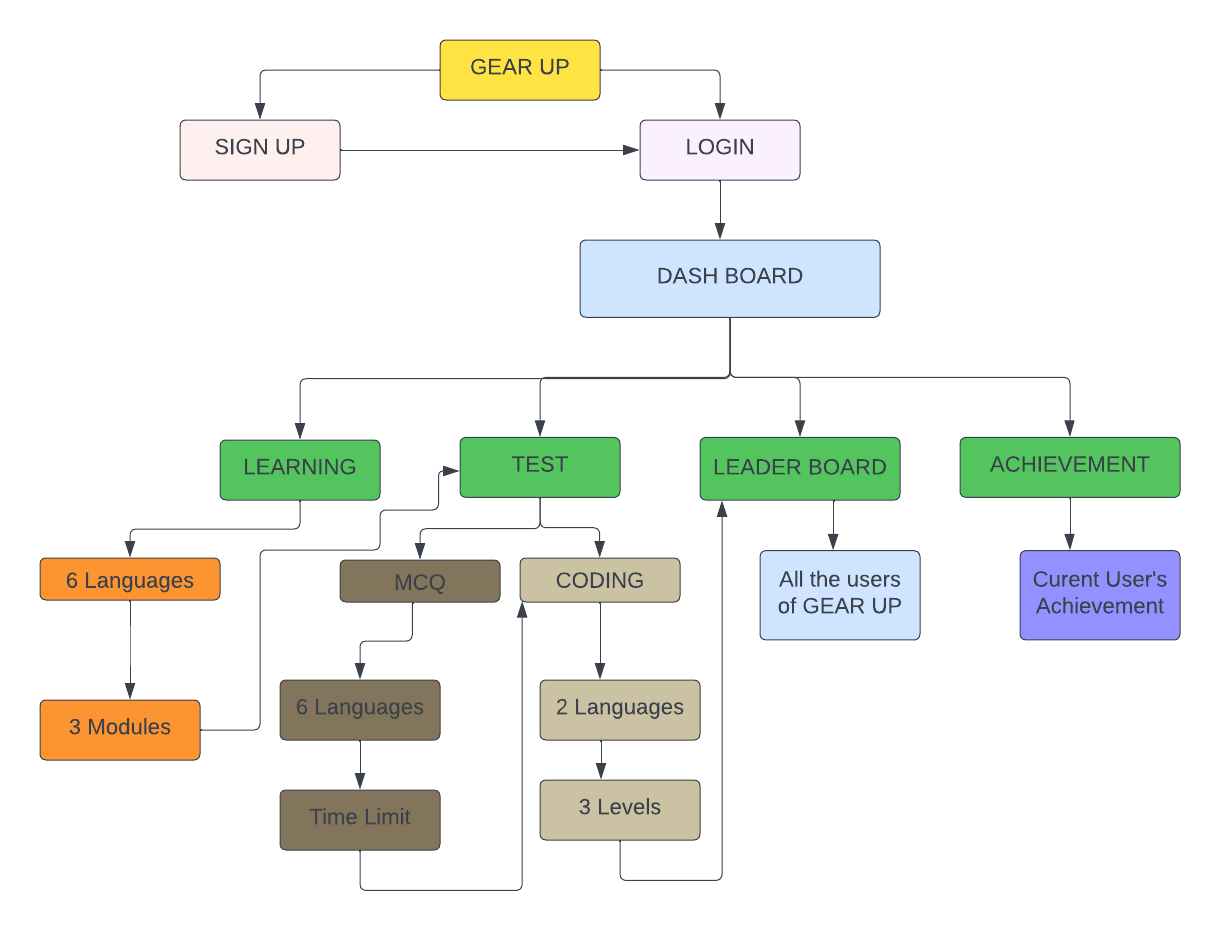 GEAR UP
SIGN UP
LOGIN
DASH BOARD
LEARNING
TEST
LEADER BOARD
ACHIEVEMENT
6 Languages
MCQ
CODING
All the users
of GEAR UP
Curent User's
Achievement
3 Modules
6 Languages
2 Languages
Time Limit
3 Levels